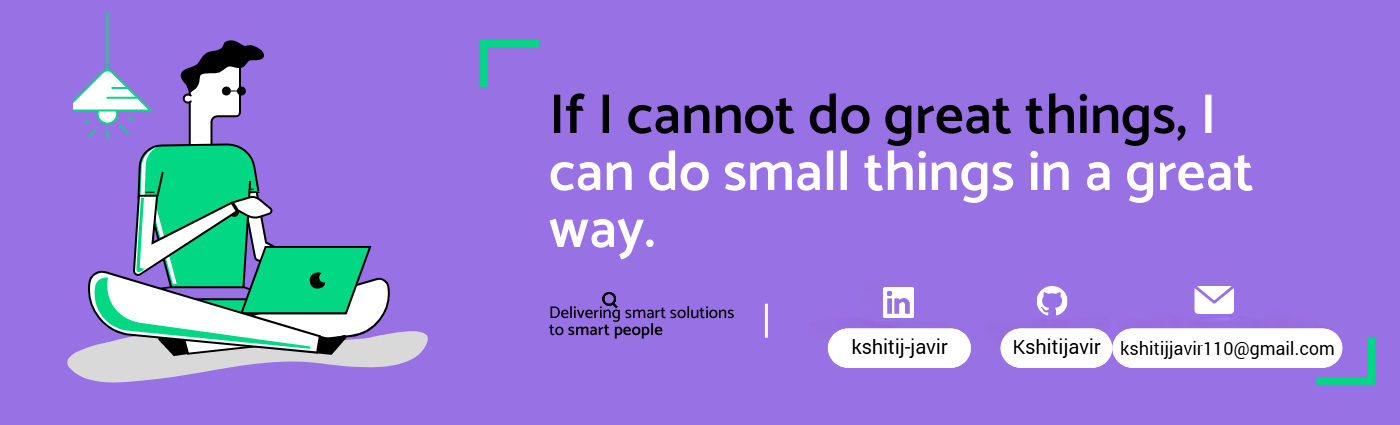 If I cannot do great things, I
can do small things in a great
way.
Delivering smart solutions
to smart people
in
kshitij-javir
Kshitijavir
kshitijjavir110@gmail.com